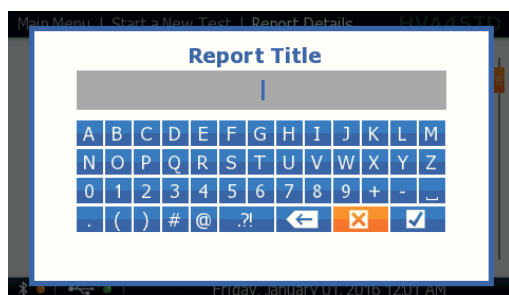 Main Menu | Start a New Test | Report Details HVA45TD
Report Title
A B C D E F G H I J K L M
N O P Q R S T U V W X Y Z
0 1 2 3 4 5 6 7 8 9 + - ⎵
. ( ) # @ .?!
Friday, January 01, 2016 12:01 AM